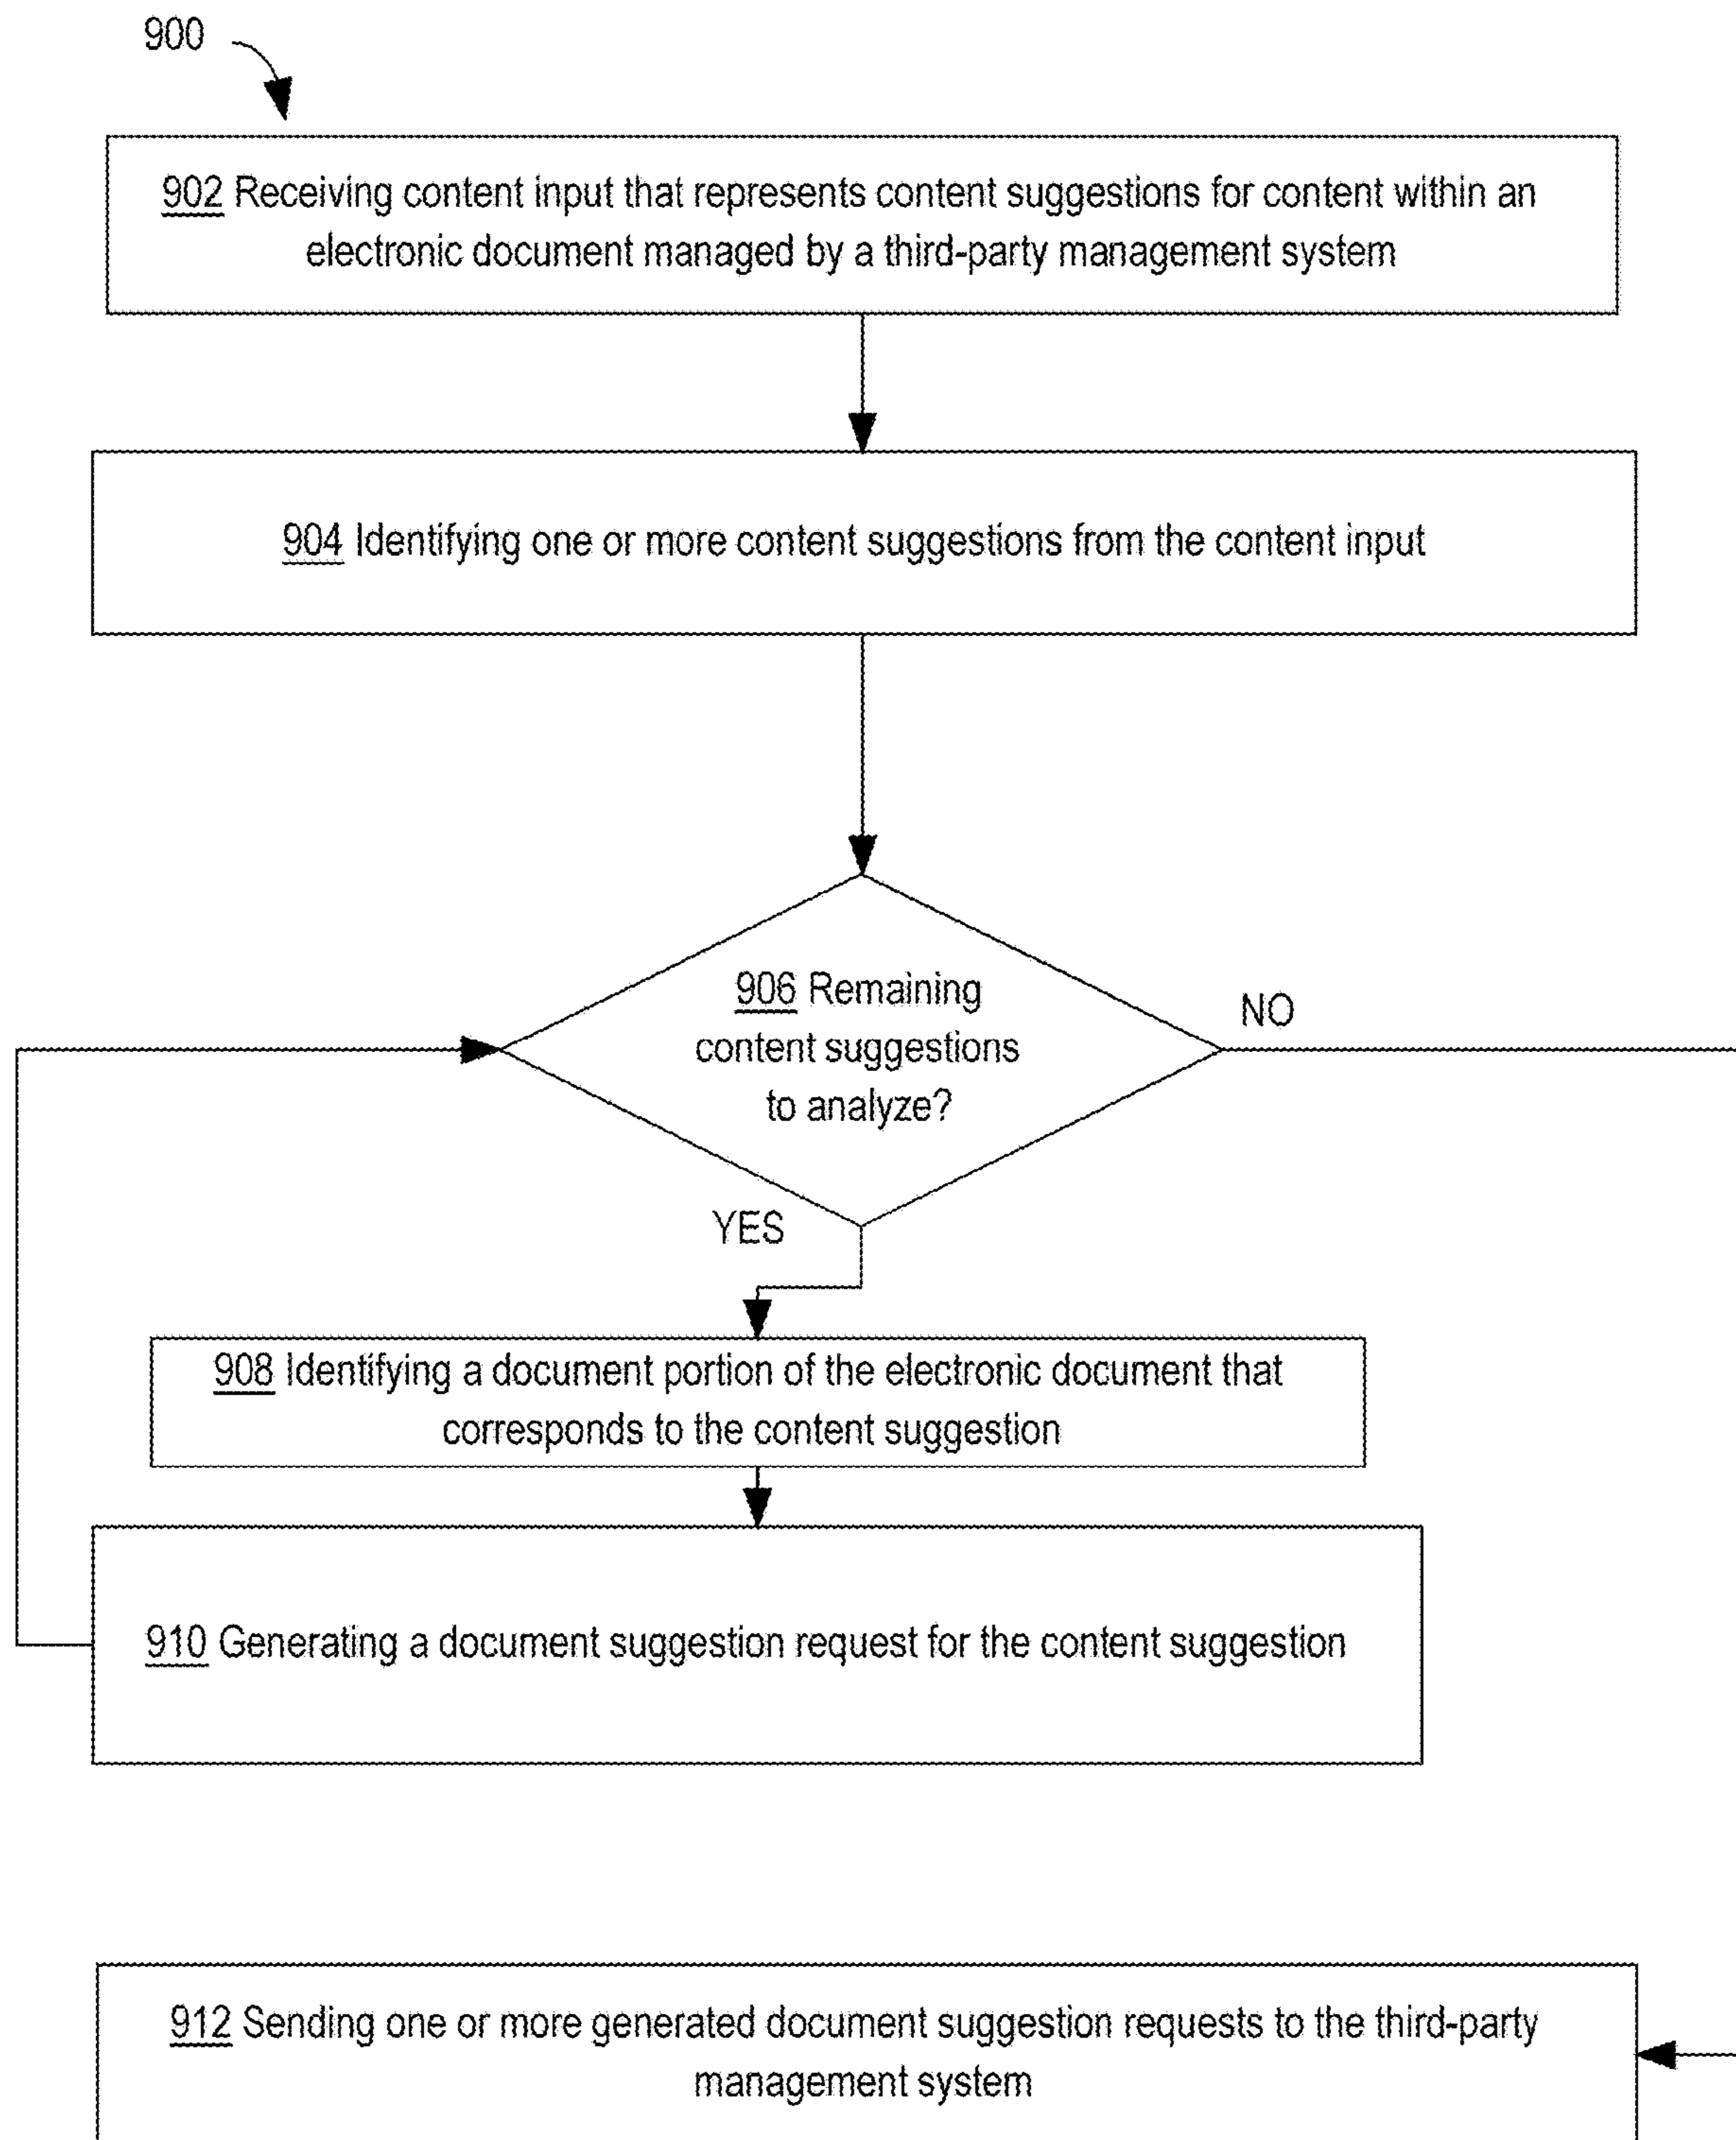 900
902 Receiving content input that represents content suggestions for content within an
electronic document managed by a third-party management system
904 Identifying one or more content suggestions from the content input
906 Remaining
content suggestions
to analyze?
NO
YES
908 Identifying a document portion of the electronic document that
corresponds to the content suggestion
910 Generating a document suggestion request for the content suggestion
912 Sending one or more generated document suggestion requests to the third-party
management system